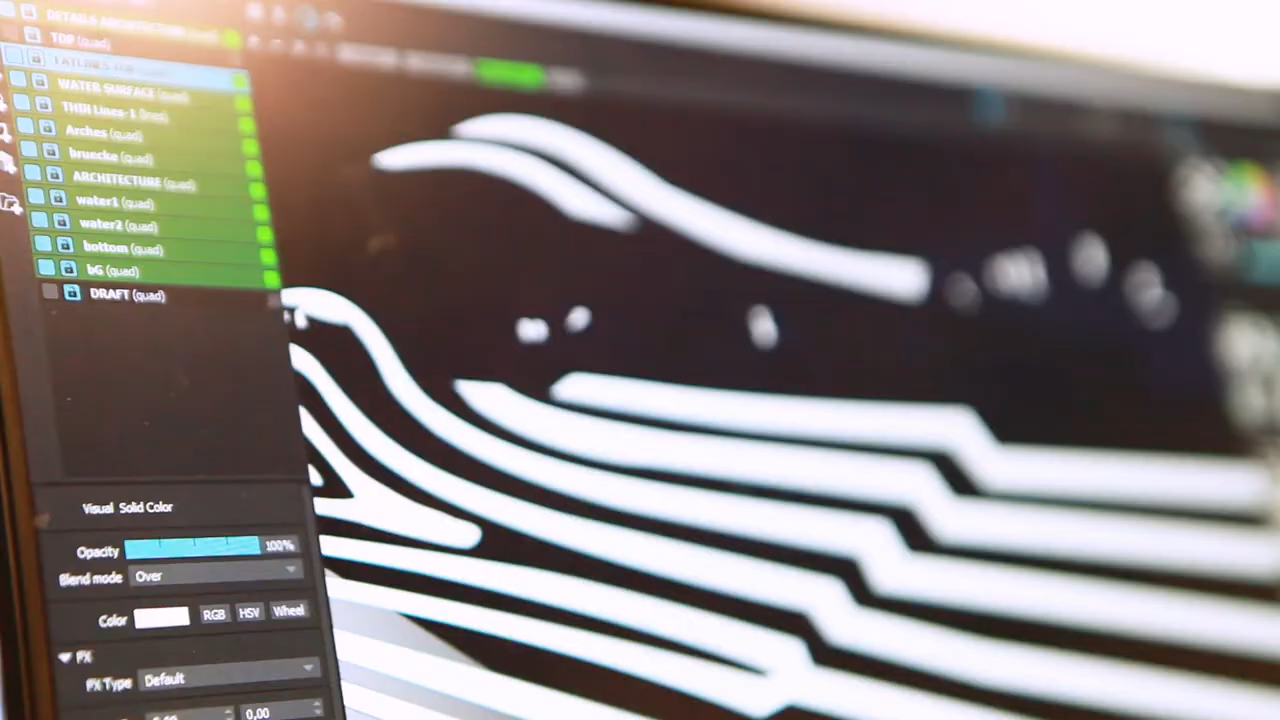 DETAILS ARCHITECTURE (quad)
TOP (quad)
WATER SURFACE (quad)
THIN Lines-1 (lines)
Arches (quad)
bruecke (quad)
ARCHITECTURE (quad)
water1 (quad)
water2 (quad)
bottom (quad)
bG (quad)
DRAFT (quad)
Visual Solid Color
Opacity 100%
Blend mode Over
Color RGB HSV Wheel
FX
FX Type Default
0,00